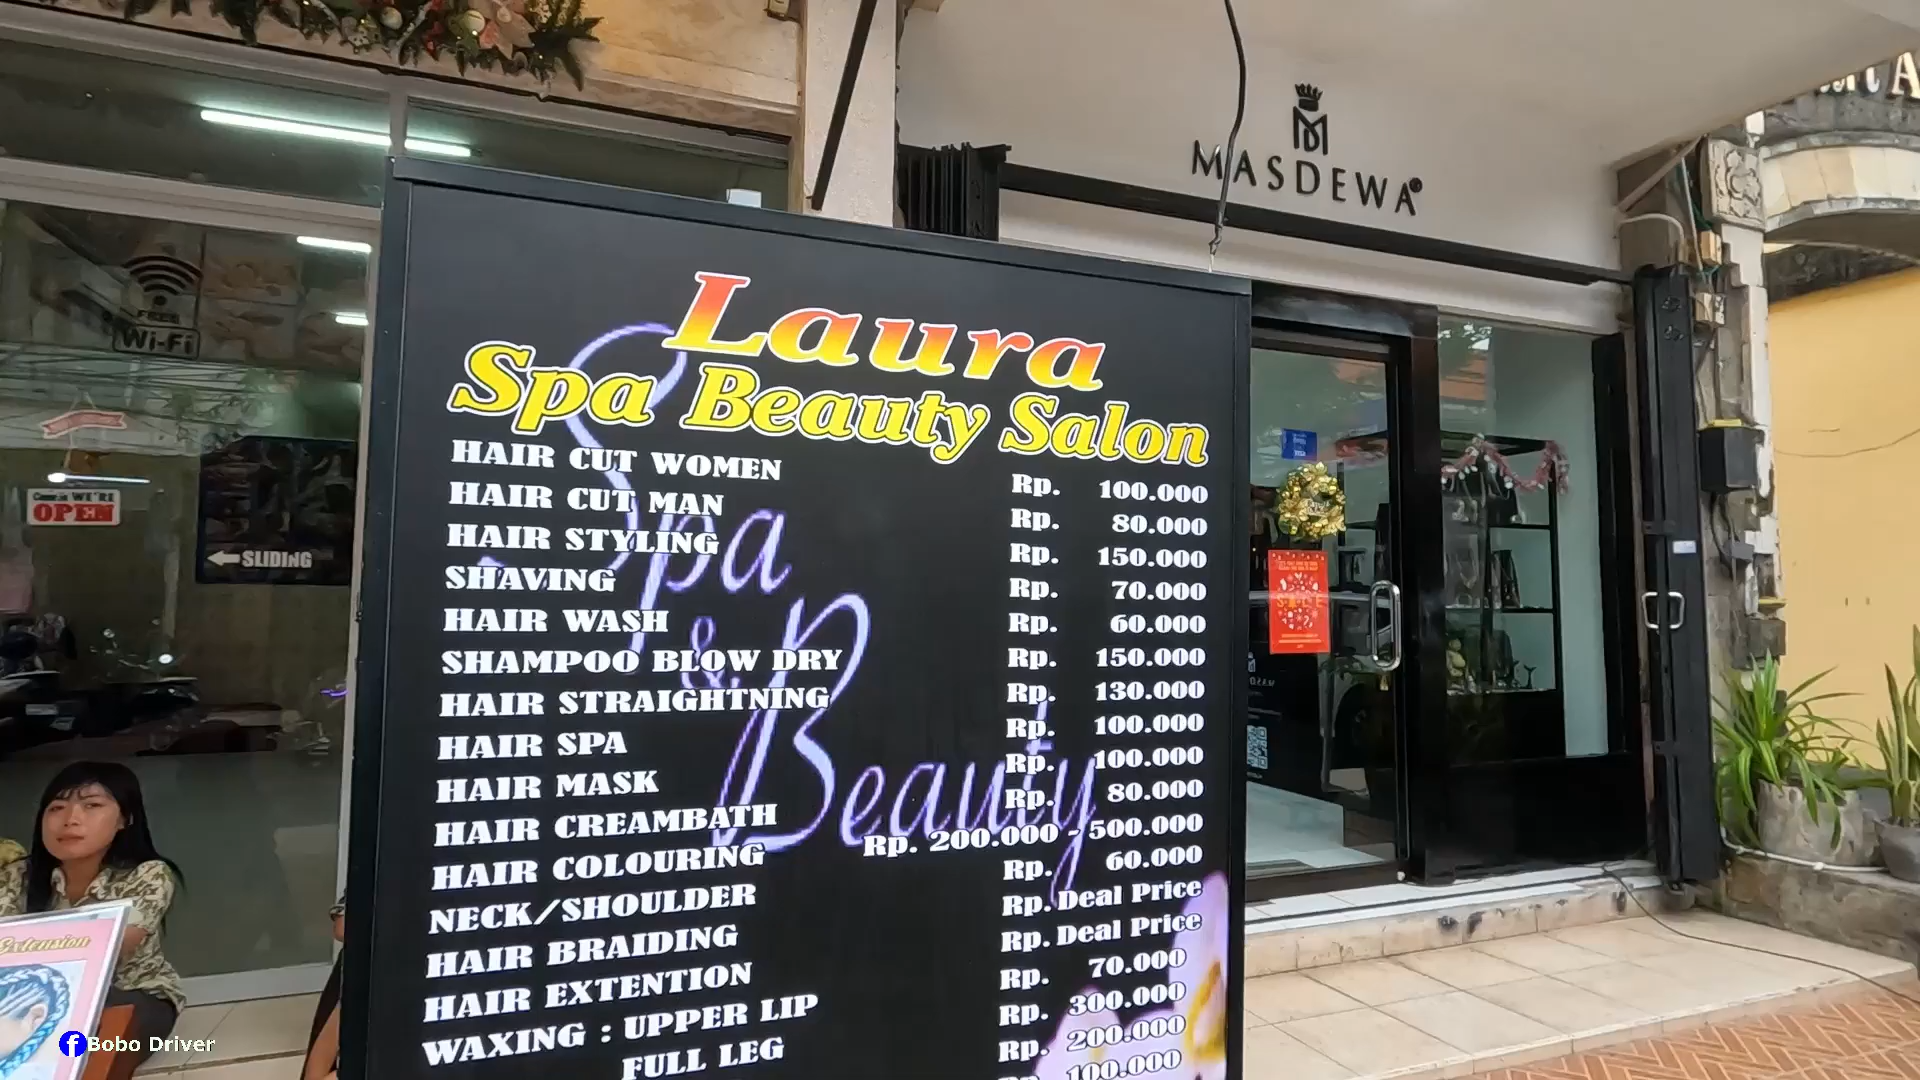 MASDEWA
FREE
Wi-Fi
Come in WE'RE
OPEN
SLIDING
Laura
Spa Beauty Salon
Spa
&
Beauty
HAIR CUT WOMEN Rp. 100.000
HAIR CUT MAN Rp. 80.000
HAIR STYLING Rp. 150.000
SHAVING Rp. 70.000
HAIR WASH Rp. 60.000
SHAMPOO BLOW DRY Rp. 150.000
HAIR STRAIGHTNING Rp. 130.000
HAIR SPA Rp. 100.000
HAIR MASK Rp. 100.000
HAIR CREAMBATH Rp. 80.000
HAIR COLOURING Rp. 200.000 - 500.000
NECK/SHOULDER Rp. 60.000
HAIR BRAIDING Rp. Deal Price
HAIR EXTENTION Rp. Deal Price
WAXING : UPPER LIP Rp. 70.000
FULL LEG Rp. 300.000
Rp. 200.000
Rp. 100.000
Extension
Bobo Driver